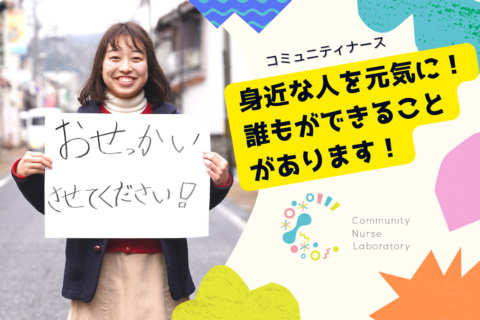 おせっかい
させてください!
コミュニティナース
身近な人を元気に!
誰もができること
があります!
Community
Nurse
Laboratory